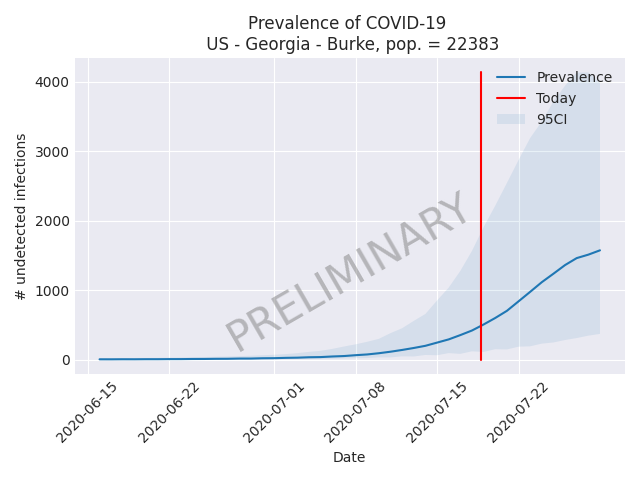 Prevalence of COVID-19
US - Georgia - Burke, pop. = 22383
Prevalence
Today
95CI
4000
3000
2000
1000
0
# undetected infections
PRELIMINARY
2020-06-15
2020-06-22
2020-07-01
2020-07-08
2020-07-15
2020-07-22
Date